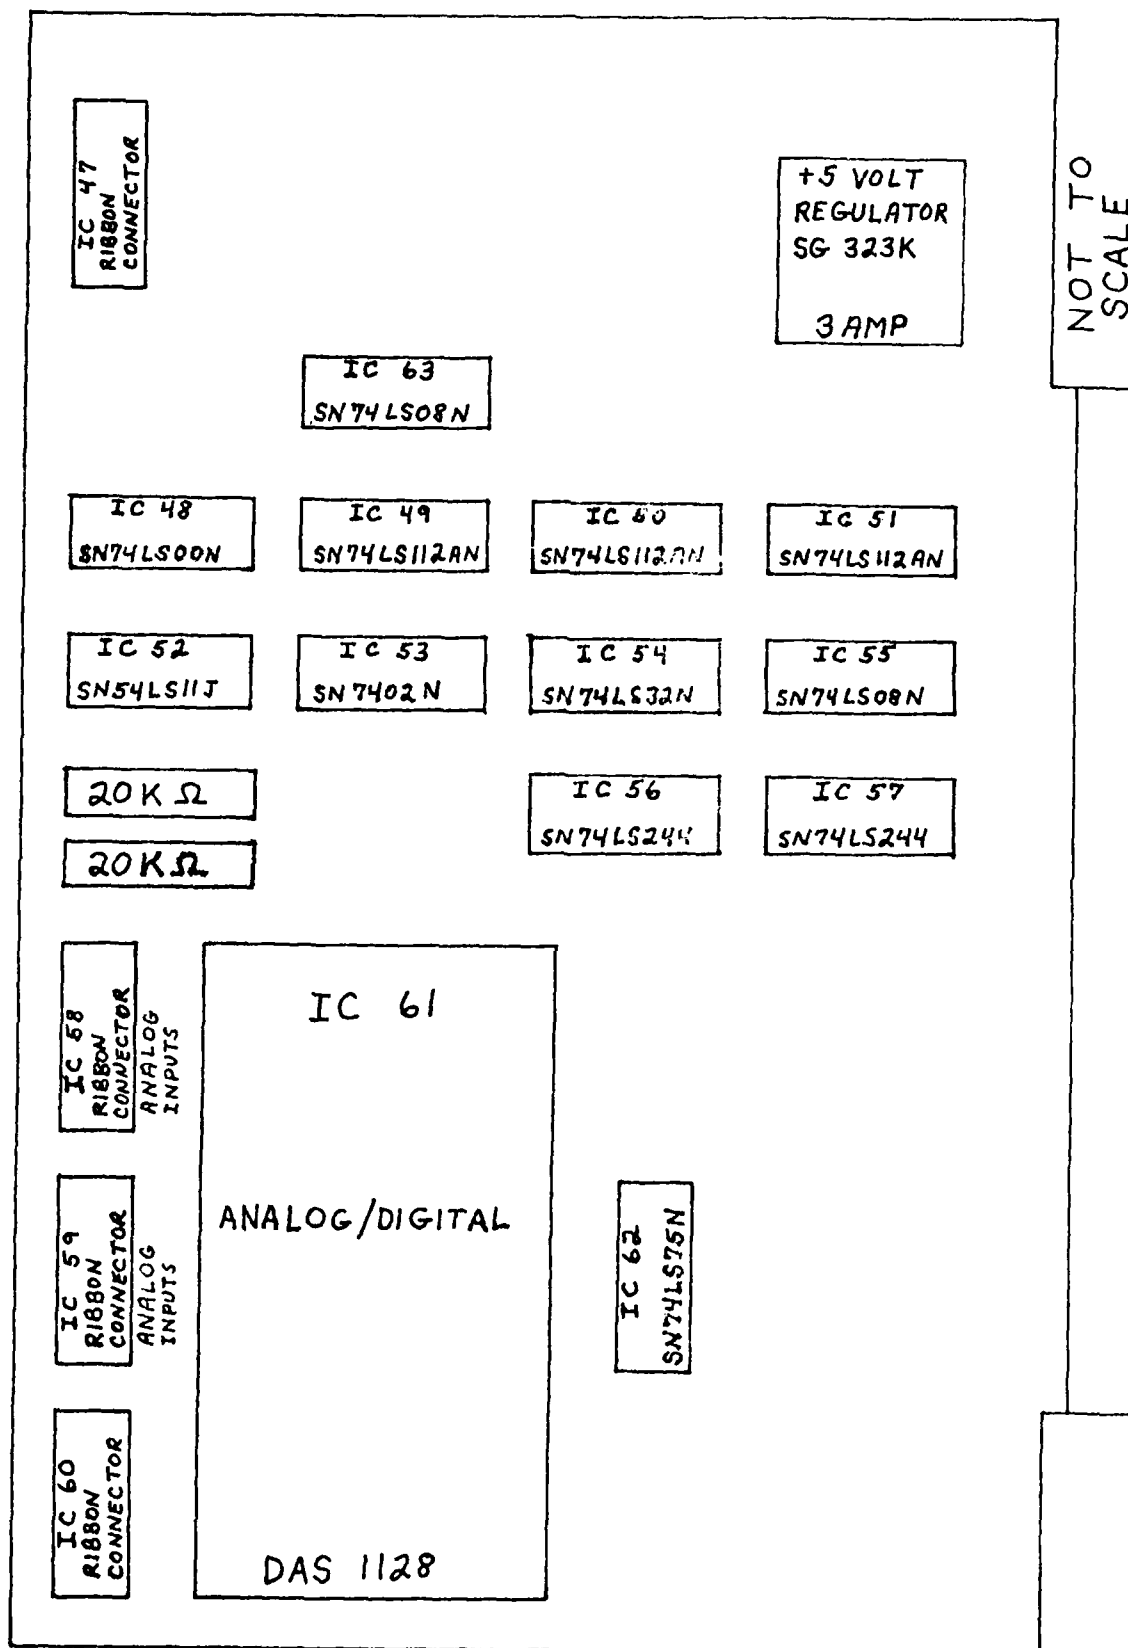 IC 47
RIBBON
CONNECTOR
+5 VOLT
REGULATOR
SG 323K
3 AMP
NOT TO
SCALE
IC 63
SN74LS08N
IC 48
SN74LS00N
IC 49
SN74LS112AN
IC 50
SN74LS112AN
IC 51
SN74LS112AN
IC 52
SN54LS11J
IC 53
SN7402N
IC 54
SN74LS32N
IC 55
SN74LS08N
20K Ω
20K Ω
IC 56
SN74LS244
IC 57
SN74LS244
IC 58
RIBBON
CONNECTOR
ANALOG
INPUTS
IC 61
ANALOG/DIGITAL
DAS 1128
IC 59
RIBBON
CONNECTOR
ANALOG
INPUTS
IC 62
SN74LS75N
IC 60
RIBBON
CONNECTOR